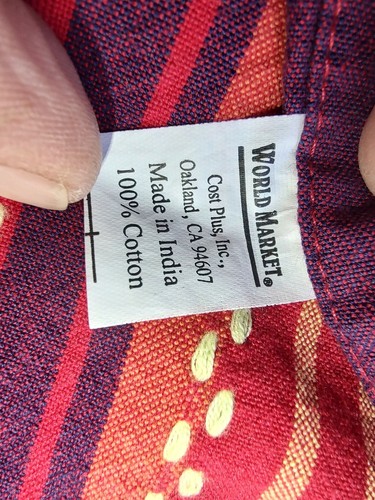 WORLD MARKET®
Cost Plus, Inc.,
Oakland, CA 94607
Made in India
100% Cotton